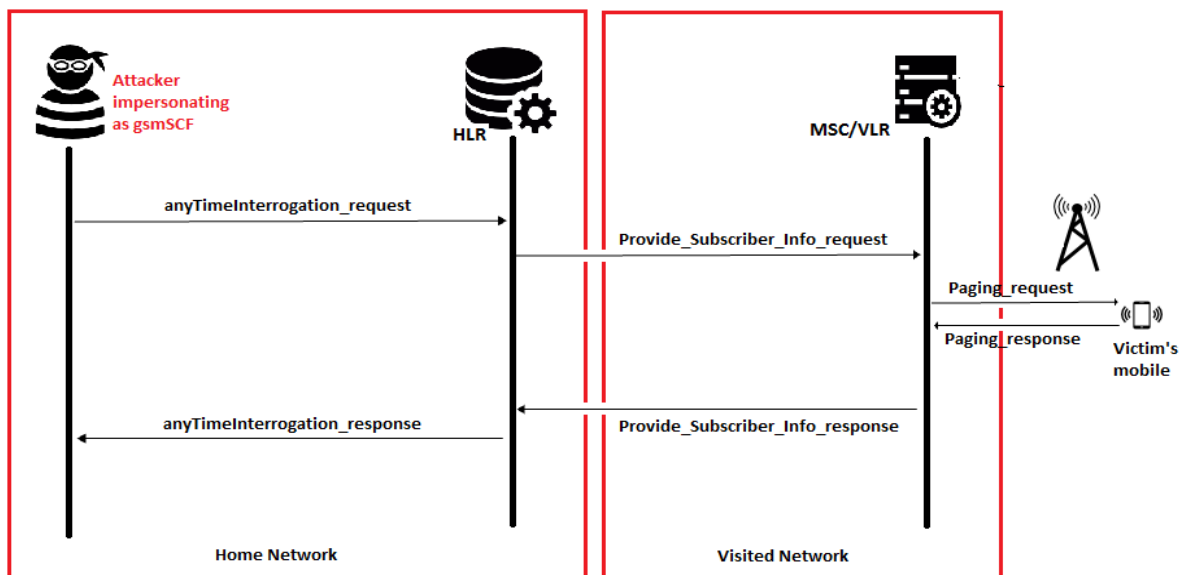 Attacker
impersonating
as gsmSCF
HLR
MSC/VLR
anyTimeInterrogation_request
Provide_Subscriber_Info_request
Paging_request
Paging_response
Victim's
mobile
anyTimeInterrogation_response
Provide_Subscriber_Info_response
Home Network
Visited Network